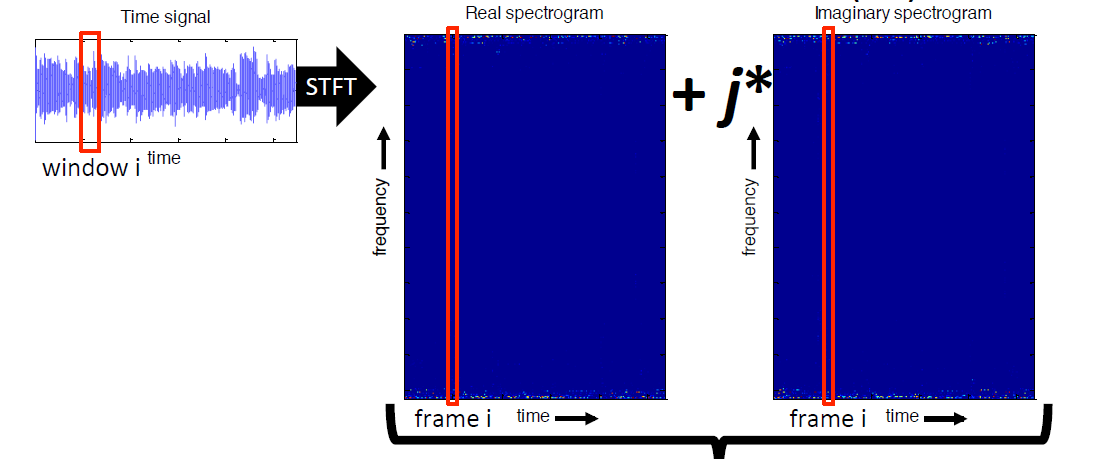 Time signal
Real spectrogram
Imaginary spectrogram
STFT
+ j*
frequency
frequency
window i
time
frame i
time
frame i
time